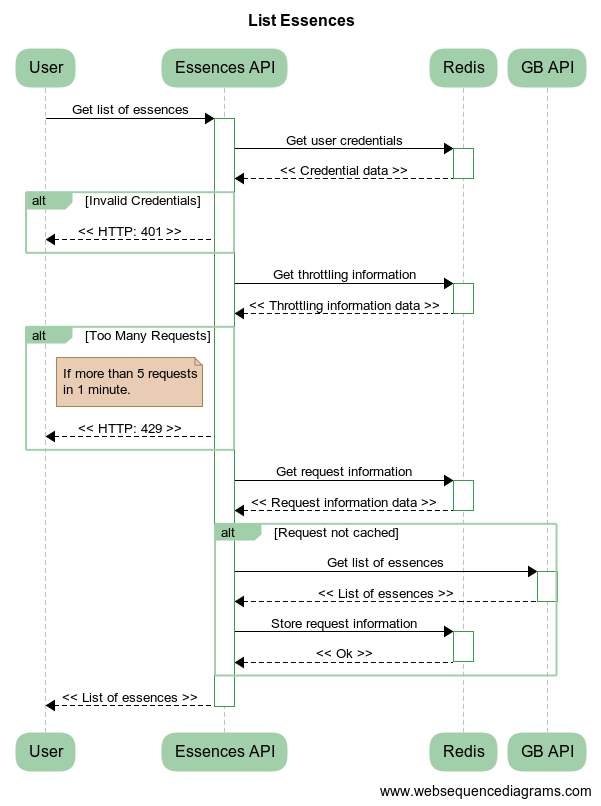 List Essences
User
Essences API
Redis
GB API
Get list of essences
Get user credentials
<< Credential data >>
alt
[Invalid Credentials]
<< HTTP: 401 >>
Get throttling information
<< Throttling information data >>
alt
[Too Many Requests]
If more than 5 requests
in 1 minute.
<< HTTP: 429 >>
Get request information
<< Request information data >>
alt
[Request not cached]
Get list of essences
<< List of essences >>
Store request information
<< Ok >>
<< List of essences >>
User
Essences API
Redis
GB API
www.websequencediagrams.com